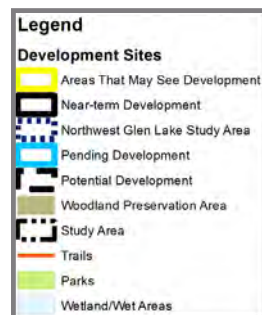 Legend
Development Sites
Areas That May See Development
Near-term Development
Northwest Glen Lake Study Area
Pending Development
Potential Development
Woodland Preservation Area
Study Area
Trails
Parks
Wetland/Wet Areas